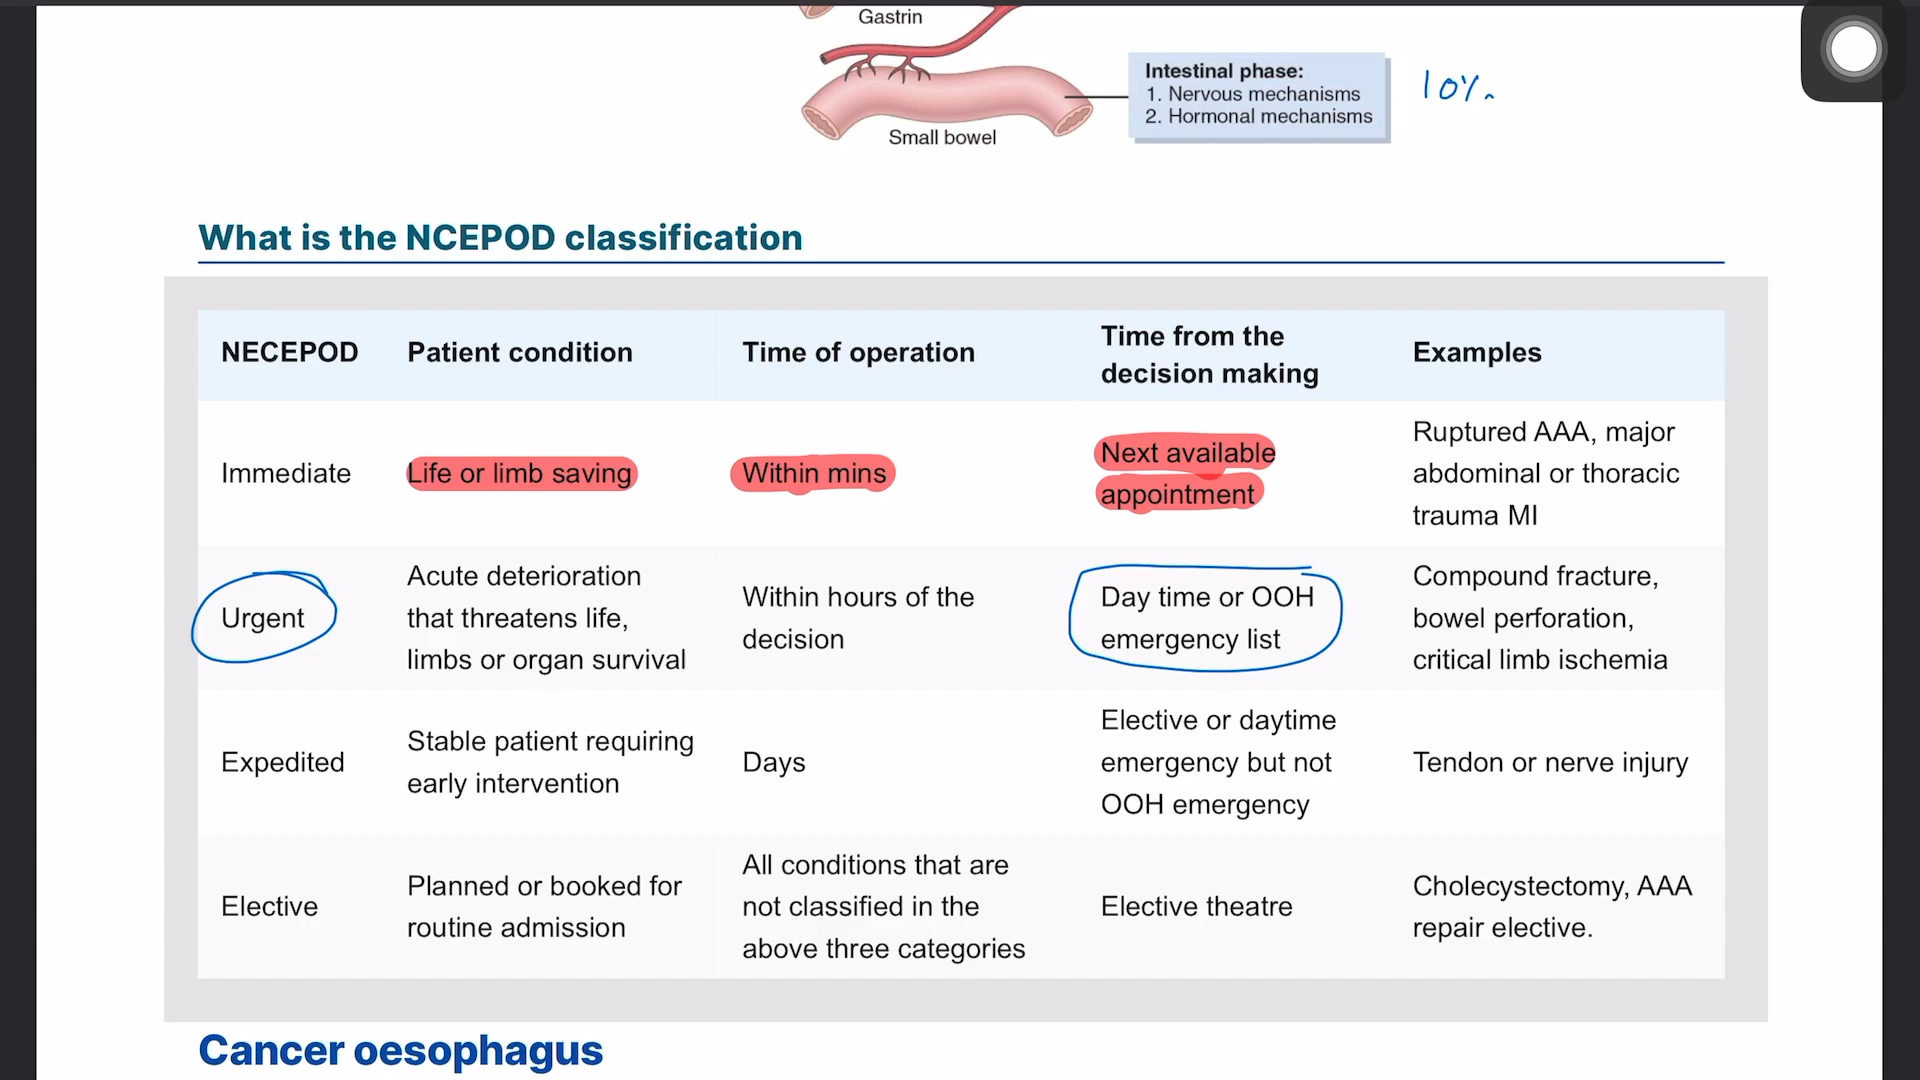 Gastrin
Intestinal phase:
1. Nervous mechanisms
2. Hormonal mechanisms
10%
Small bowel
What is the NCEPOD classification
NECEPOD
Patient condition
Time of operation
Time from the
decision making
Examples
Immediate
Life or limb saving
Within mins
Next available
appointment
Ruptured AAA, major
abdominal or thoracic
trauma MI
Urgent
Acute deterioration
that threatens life,
limbs or organ survival
Within hours of the
decision
Day time or OOH
emergency list
Compound fracture,
bowel perforation,
critical limb ischemia
Expedited
Stable patient requiring
early intervention
Days
Elective or daytime
emergency but not
OOH emergency
Tendon or nerve injury
Elective
Planned or booked for
routine admission
All conditions that are
not classified in the
above three categories
Elective theatre
Cholecystectomy, AAA
repair elective.
Cancer oesophagus